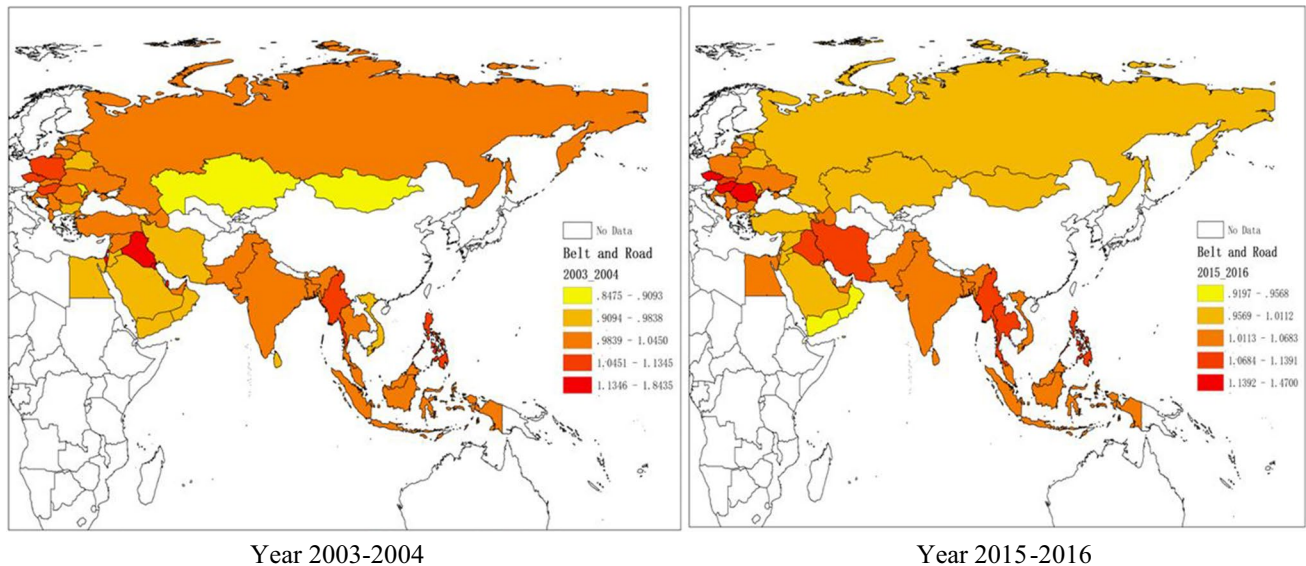 No Data
Belt and Road
2003_2004
.8475 - .9093
.9094 - .9838
.9839 - 1.0450
1.0451 - 1.1345
1.1346 - 1.8435
No Data
Belt and Road
2015_2016
.9197 - .9568
.9569 - 1.0112
1.0113 - 1.0683
1.0684 - 1.1391
1.1392 - 1.4700
Year 2003-2004
Year 2015-2016